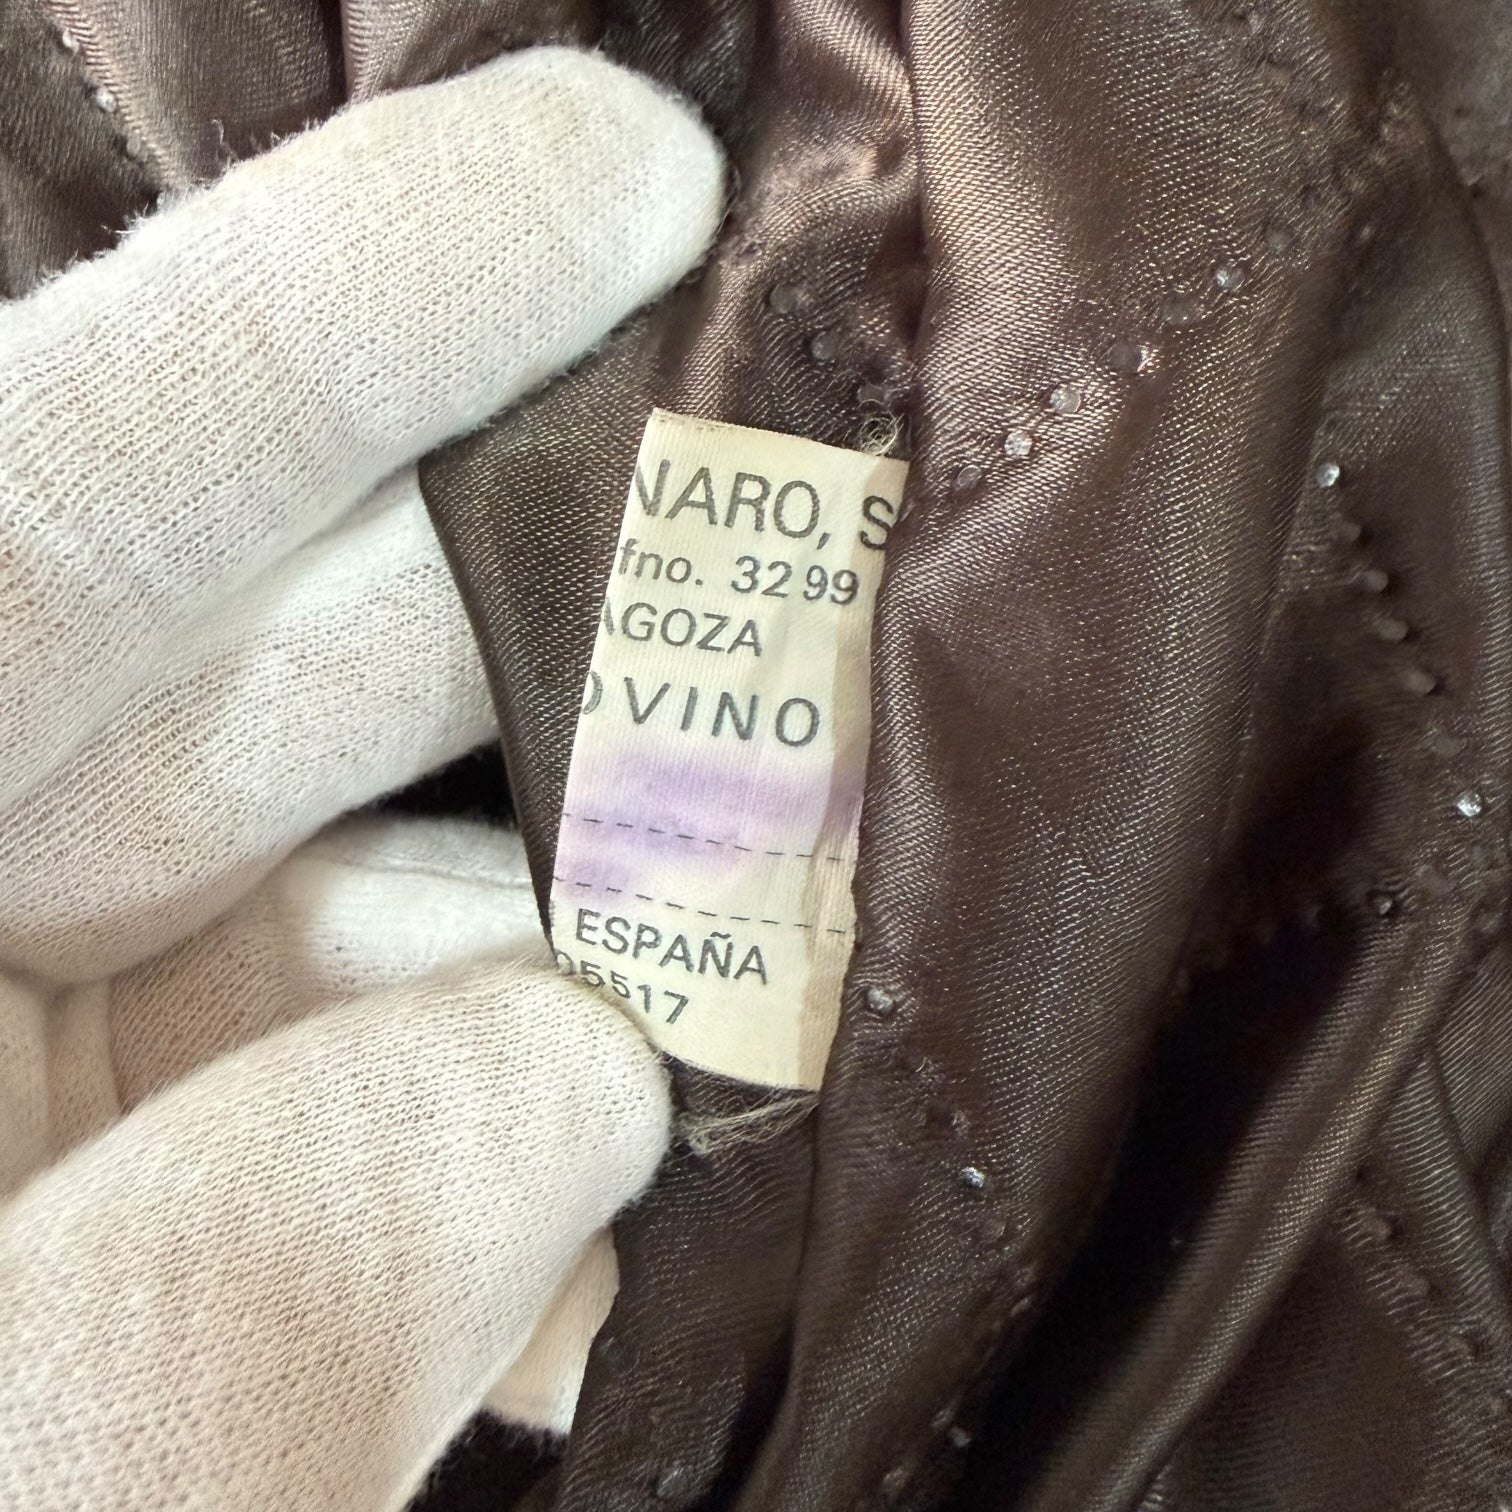 NARO, S
fno. 3299
AGOZA
OVINO
ESPAÑA
05517